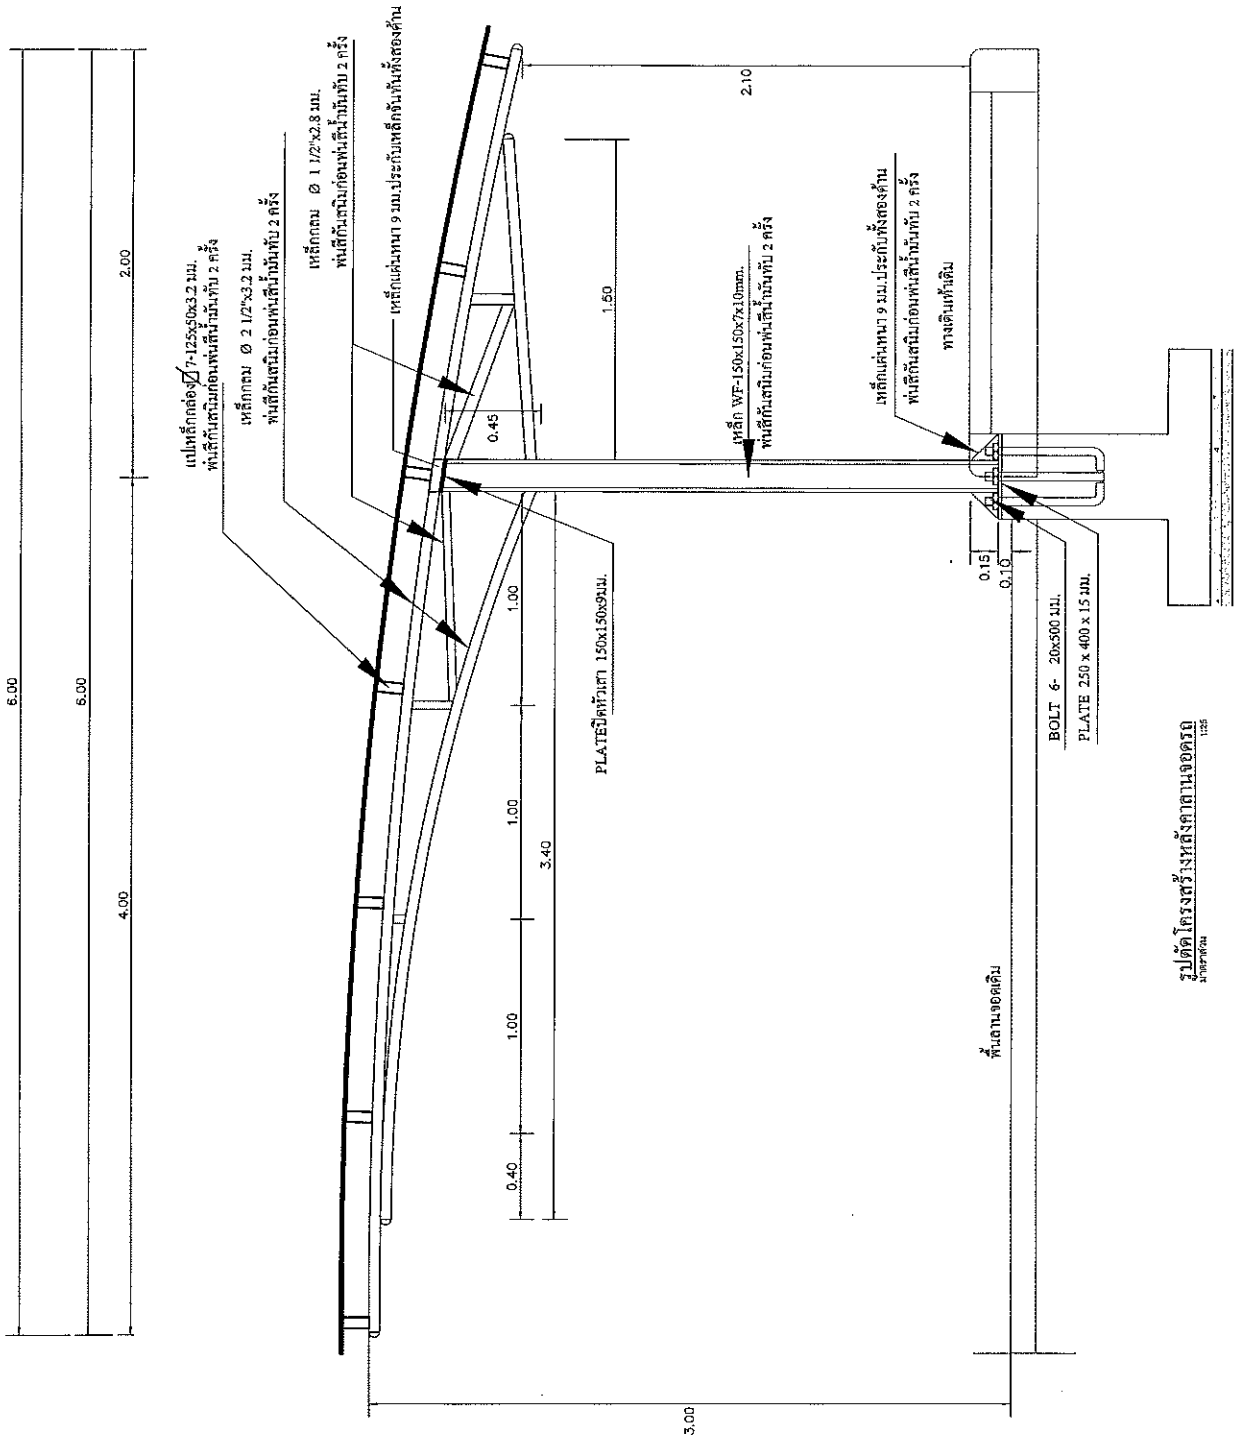 6.00
6.00
4.00
2.00
แปเหล็กกล่อง 7-125x50x3.2 มม.
พ่นสีกันสนิมก่อนพ่นสีน้ำมันทับ 2 ครั้ง
เหล็กกลม Ø 2 1/2"x3.2 มม.
พ่นสีกันสนิมก่อนพ่นสีน้ำมันทับ 2 ครั้ง
เหล็กกลม Ø 1 1/2"x2.8 มม.
พ่นสีกันสนิมก่อนพ่นสีน้ำมันทับ 2 ครั้ง
เหล็กแผ่นหนา 9 มม.ประกับเหล็กจันทันทั้งสองด้าน
0.45
0.40
1.00
1.00
1.00
3.40
1.50
PLATEปิดหัวเสา 150x150x9มม.
2.10
เหล็ก WF-150x150x7x10mm.
พ่นสีกันสนิมก่อนพ่นสีน้ำมันทับ 2 ครั้ง
เหล็กแผ่นหนา 9 มม.ประกับทั้งสองด้าน
พ่นสีกันสนิมก่อนพ่นสีน้ำมันทับ 2 ครั้ง
ทางเดินเท้าเดิม
3.00
0.15
0.10
พื้นลานจอดเดิม
BOLT 6- 20x500 มม.
PLATE 250 x 400 x 15 มม.
รูปตัดโครงสร้างหลังคาลานจอดรถ
มาตราส่วน 1:25